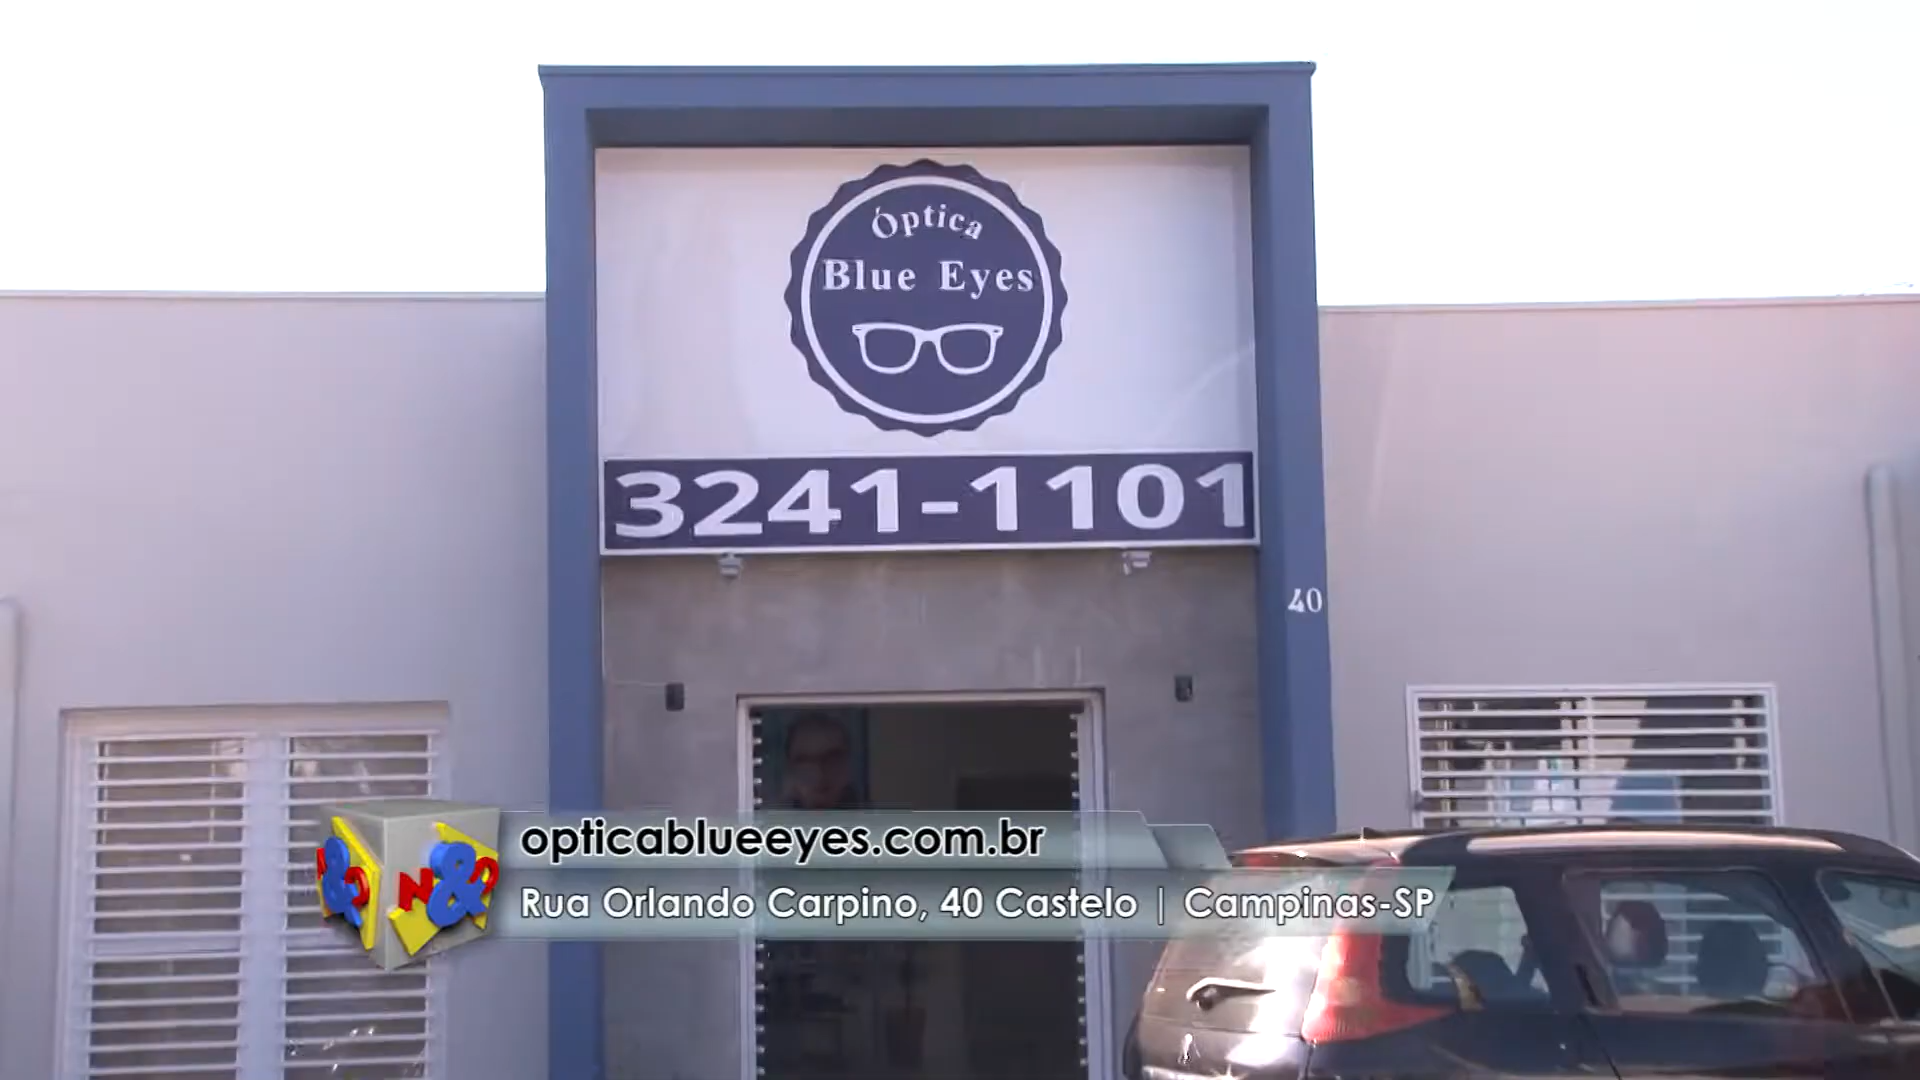 Óptica
Blue Eyes
3241-1101
40
opticablueeyes.com.br
Rua Orlando Carpino, 40 Castelo | Campinas-SP
N&C